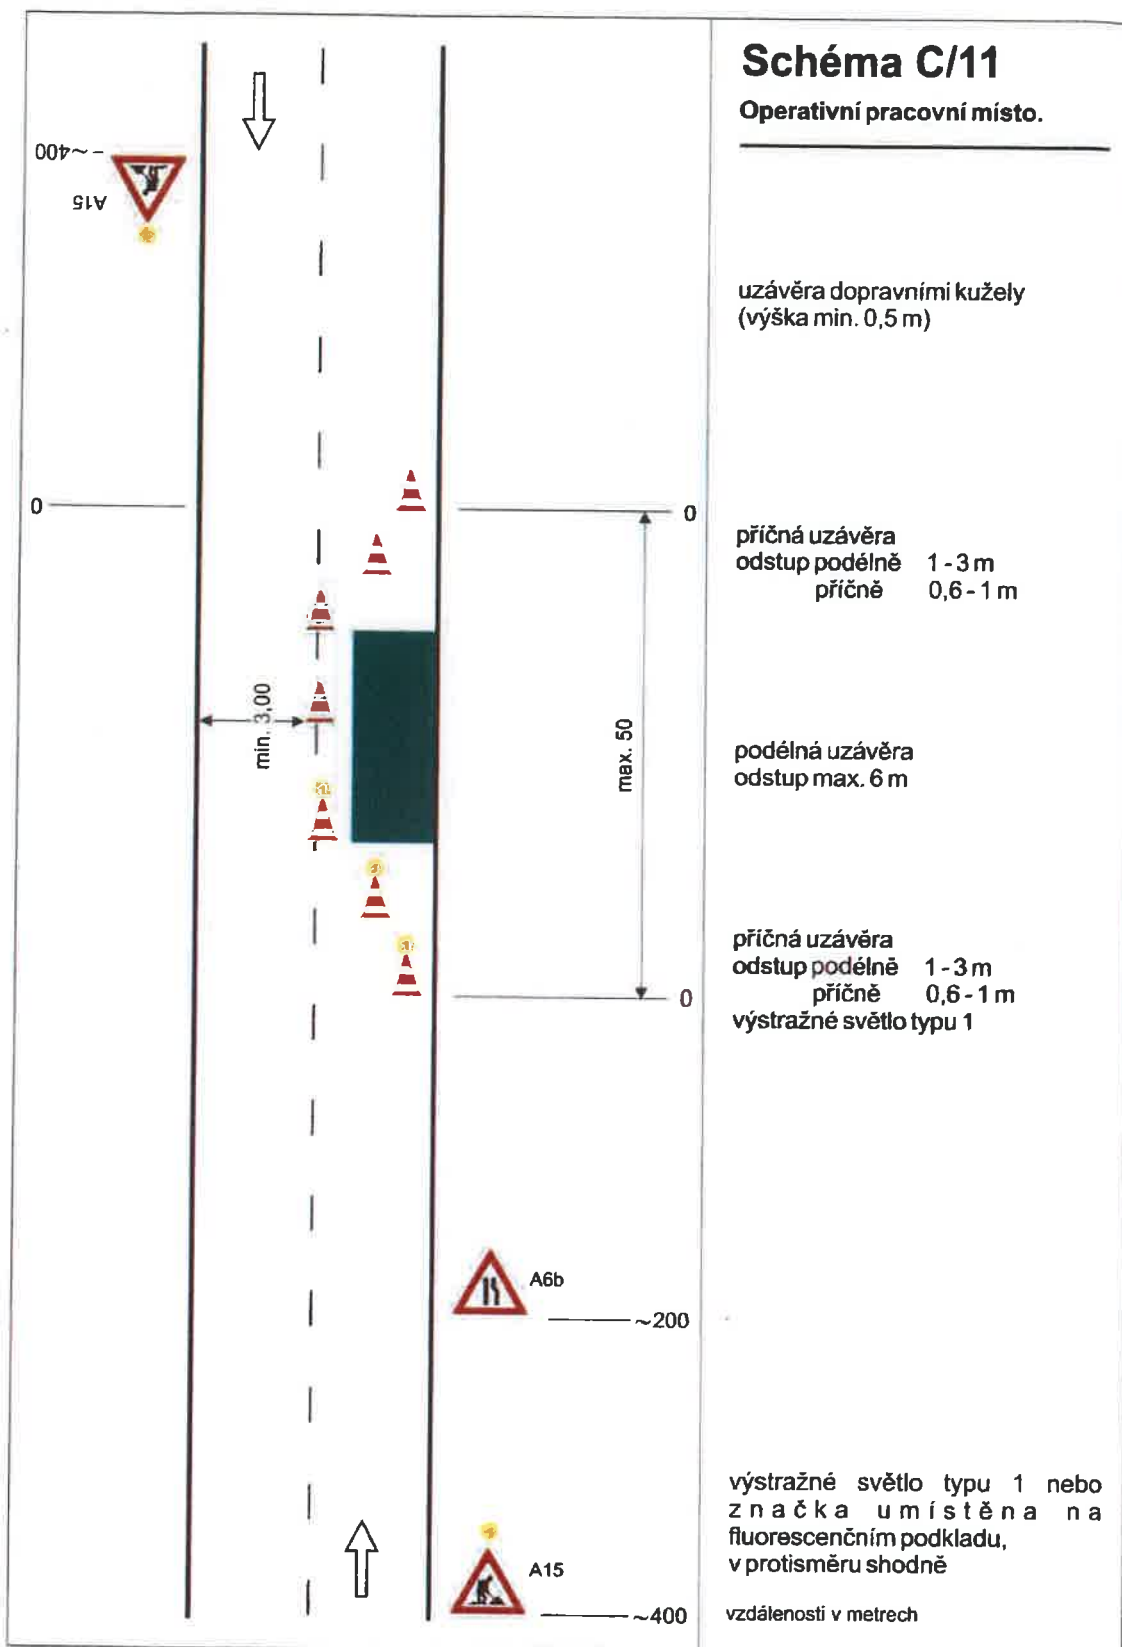 Schéma C/11
Operativní pracovní místo.
~400
A15
uzávěra dopravními kužely
(výška min. 0,5 m)
0
0
příčná uzávěra
odstup podélně 1 - 3 m
příčně 0,6 - 1 m
min. 3,00
max. 50
podélná uzávěra
odstup max. 6 m
příčná uzávěra
odstup podélně 1 - 3 m
příčně 0,6 - 1 m
výstražné světlo typu 1
0
A6b
~200
výstražné světlo typu 1 nebo
značka umístěna na
fluorescenčním podkladu,
v protisměru shodně
A15
~400
vzdálenosti v metrech